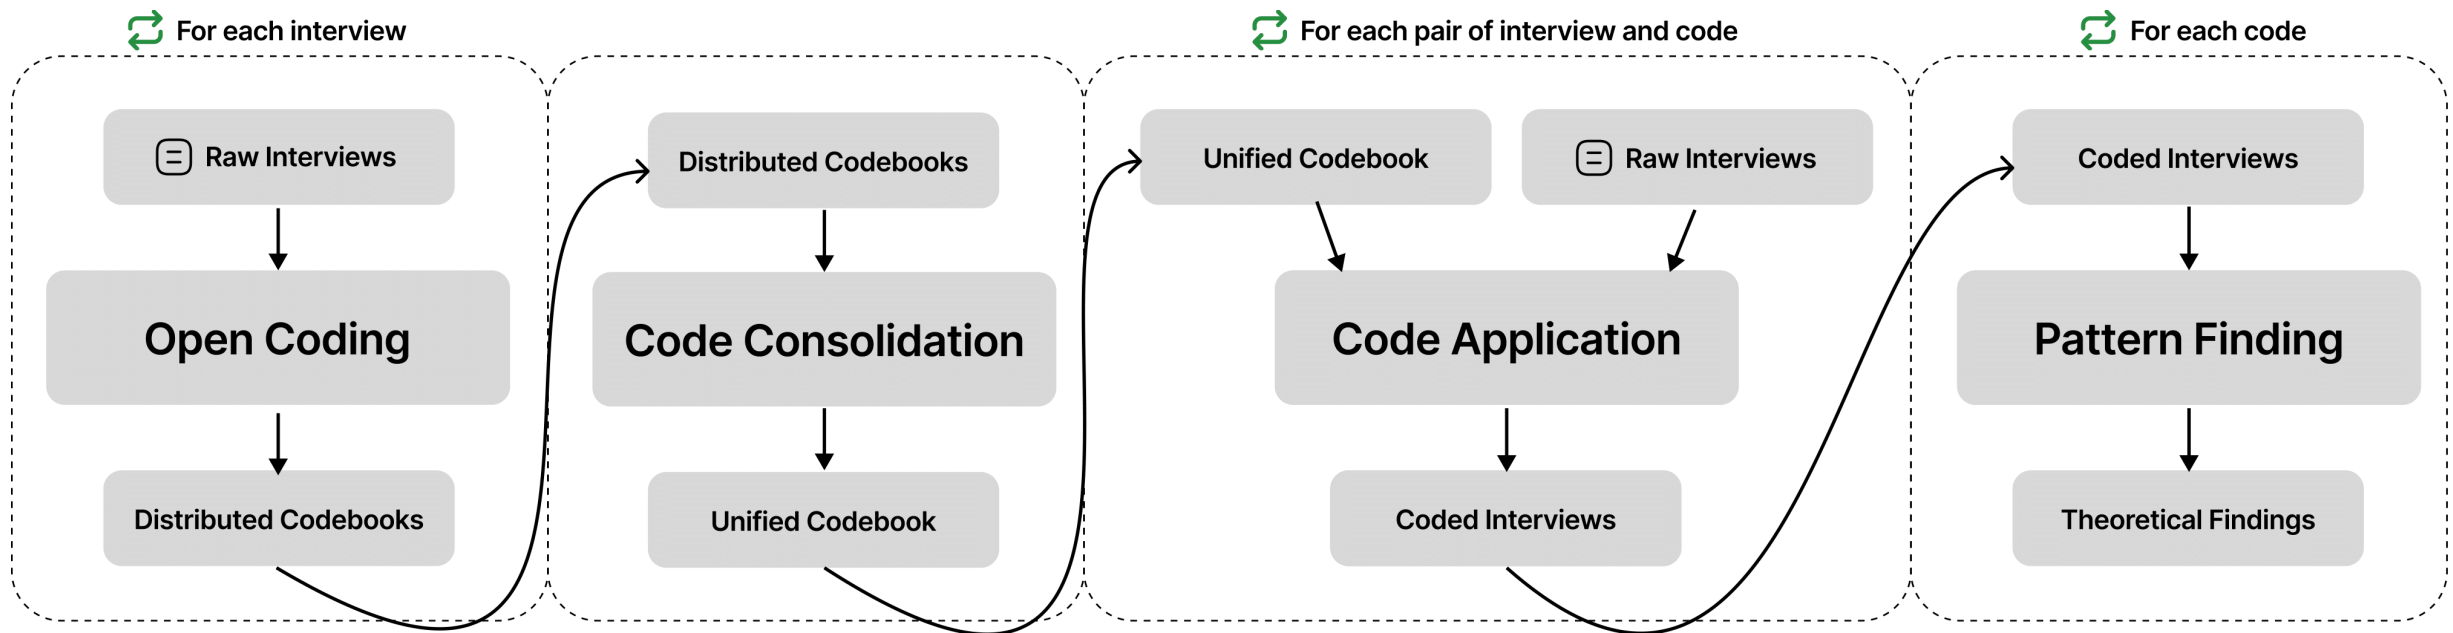 For each interview
Raw Interviews
Open Coding
Distributed Codebooks
Distributed Codebooks
Code Consolidation
Unified Codebook
For each pair of interview and code
Unified Codebook
Raw Interviews
Code Application
Coded Interviews
For each code
Coded Interviews
Pattern Finding
Theoretical Findings